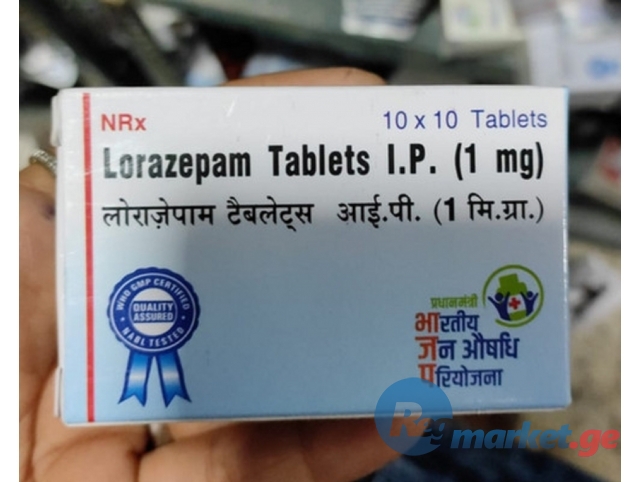 NRx
10 x 10 Tablets
Lorazepam Tablets I.P. (1 mg)
लोराज़ेपाम टैबलेट्स आई.पी. (1 मि.ग्रा.)
WHO GMP CERTIFIED
QUALITY
ASSURED
NABL TESTED
प्रधानमंत्री
भारतीय
जन औषधि
परियोजना
Reg
market.ge